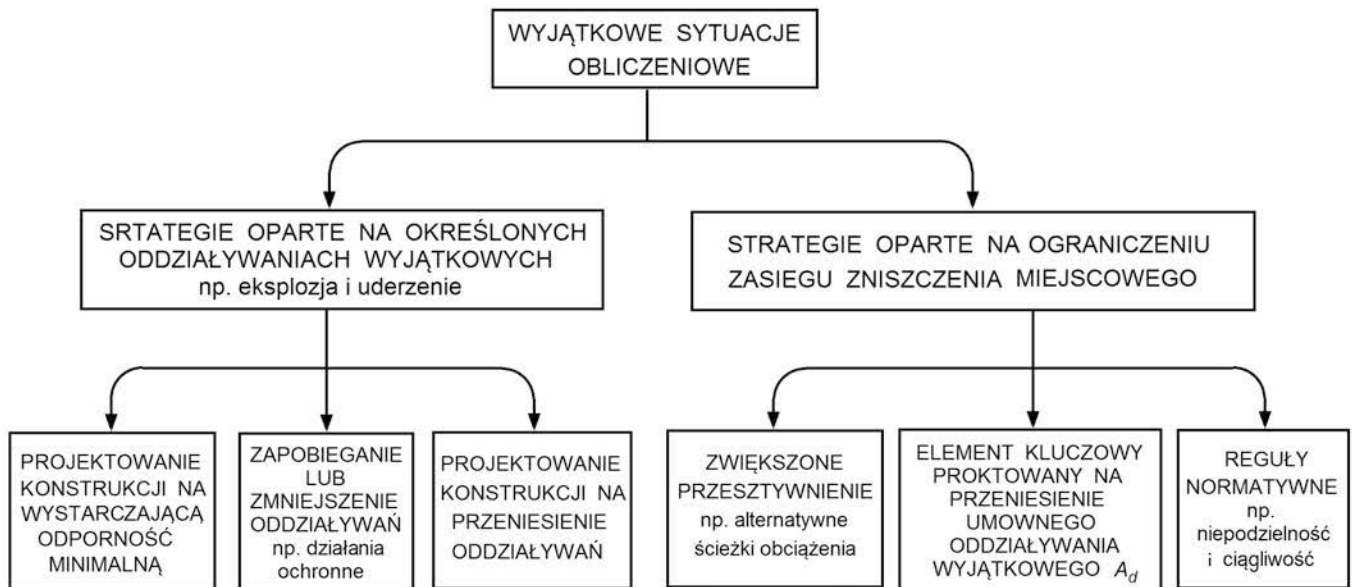 WYJĄTKOWE SYTUACJE
OBLICZENIOWE
SRTATEGIE OPARTE NA OKREŚLONYCH
ODDZIAŁYWANIACH WYJĄTKOWYCH
np. eksplozja i uderzenie
STRATEGIE OPARTE NA OGRANICZENIU
ZASIEGU ZNISZCZENIA MIEJSCOWEGO
PROJEKTOWANIE
KONSTRUKCJI NA
WYSTARCZAJĄCĄ
ODPORNOŚĆ
MINIMALNĄ
ZAPOBIEGANIE
LUB
ZMNIEJSZENIE
ODDZIAŁYWAŃ
np. działania
ochronne
PROJEKTOWANIE
KONSTRUKCJI NA
PRZENIESIENIE
ODDZIAŁYWAŃ
ZWIĘKSZONE
PRZESZTYWNIENIE
np. alternatywne
ścieżki obciążenia
ELEMENT KLUCZOWY
PROKTOWANY NA
PRZENIESIENIE
UMOWNEGO
ODDZIAŁYWANIA
WYJĄTKOWEGO A_d
REGUŁY
NORMATYWNE
np.
niepodzielność
i ciągliwość